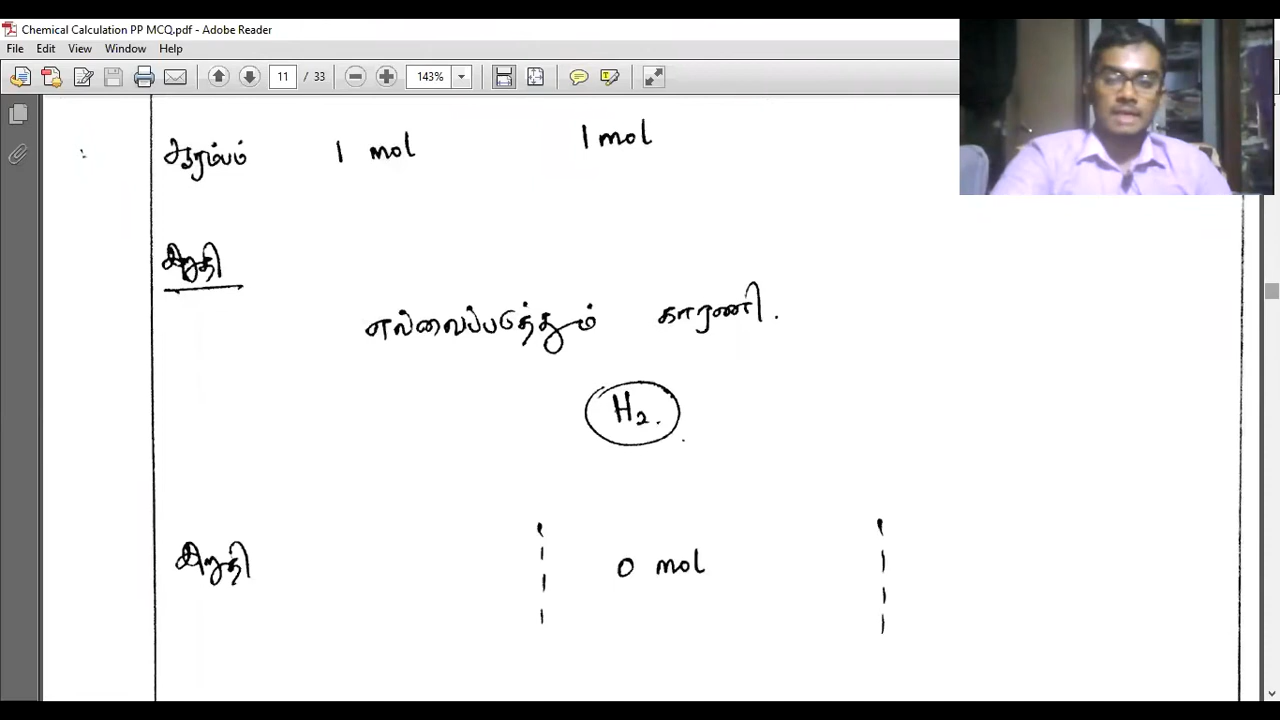 Chemical Calculation PP MCQ.pdf - Adobe Reader
File Edit View Window Help
11 / 33 143%
ஆரம்பம் 1 mol 1 mol
இறுதி
எல்லைப்படுத்தும் காரணி.
H₂.
இறுதி 0 mol